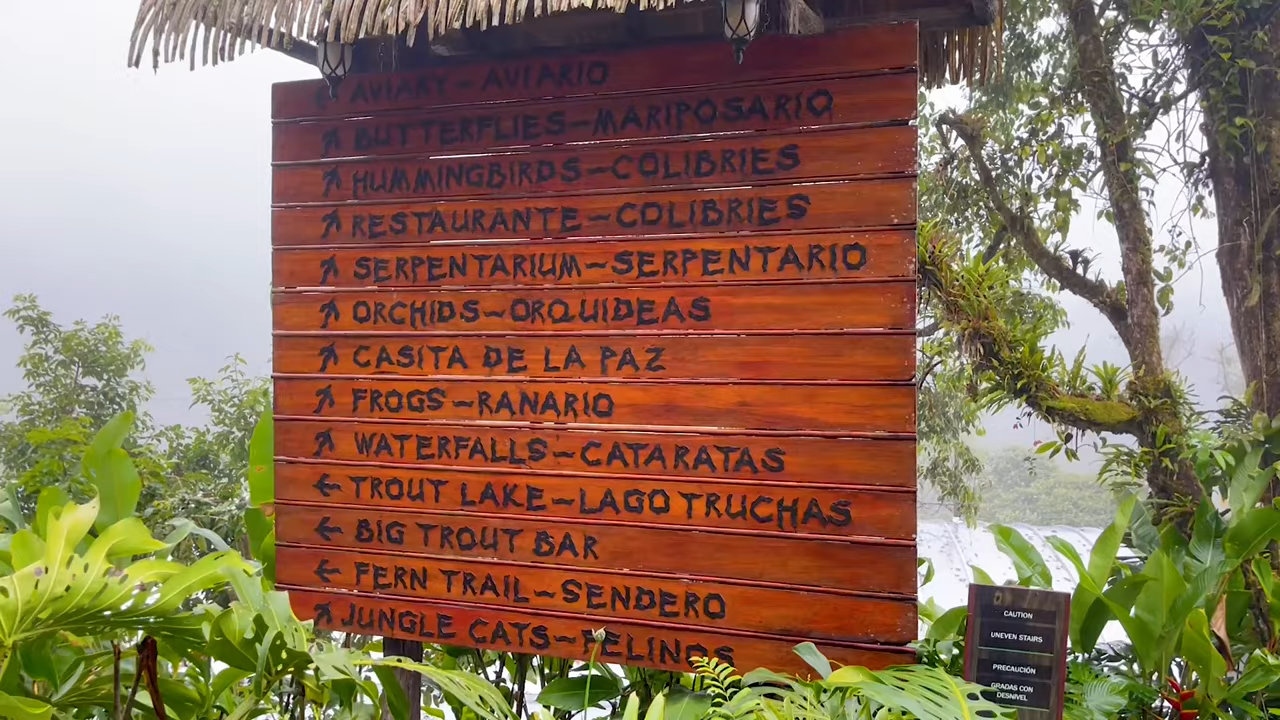 ← AVIARY – AVIARIO
↗ BUTTERFLIES – MARIPOSARIO
↗ HUMMINGBIRDS – COLIBRIES
↗ RESTAURANTE – COLIBRIES
↗ SERPENTARIUM – SERPENTARIO
↗ ORCHIDS – ORQUIDEAS
↗ CASITA DE LA PAZ
↗ FROGS – RANARIO
↗ WATERFALLS – CATARATAS
← TROUT LAKE – LAGO TRUCHAS
← BIG TROUT BAR
← FERN TRAIL – SENDERO
↗ JUNGLE CATS – FELINOS
CAUTION
UNEVEN STAIRS
PRECAUCIÓN
GRADAS CON
DESNIVEL